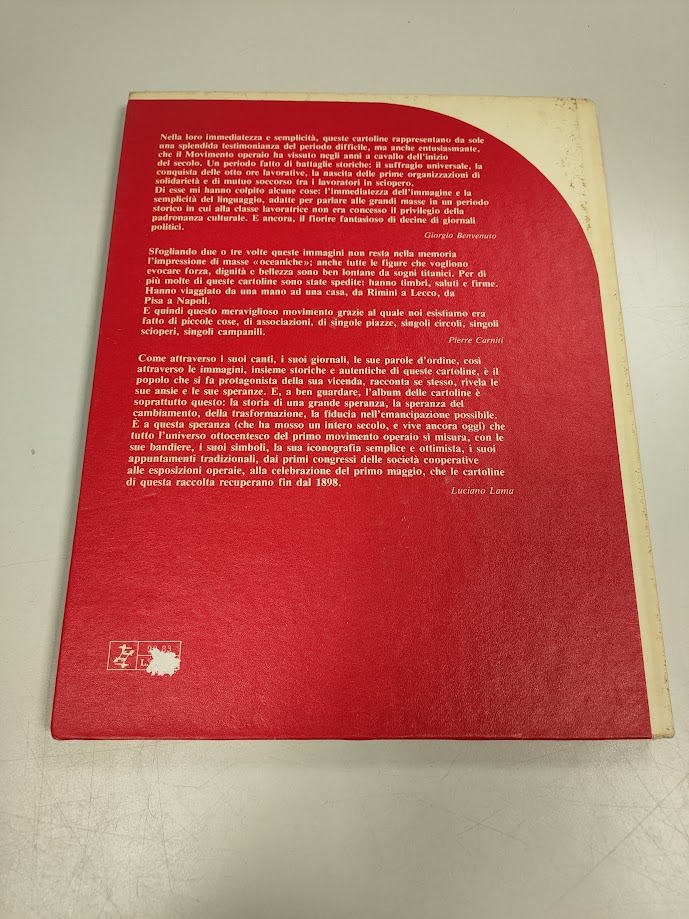 Nella loro immediatezza e semplicità, queste cartoline rappresentano da sole
una splendida testimonianza del periodo difficile, ma anche entusiasmante,
che il Movimento operaio ha vissuto negli anni a cavallo dell'inizio
del secolo. Un periodo fatto di battaglie storiche: il suffragio universale, la
conquista delle otto ore lavorative, la nascita delle prime organizzazioni di
solidarietà e di mutuo soccorso tra i lavoratori in sciopero.
Di esse mi hanno colpito alcune cose: l'immediatezza dell'immagine e la
semplicità del linguaggio, adatte per parlare alle grandi masse in un periodo
storico in cui alla classe lavoratrice non era concesso il privilegio della
padronanza culturale. E ancora, il fiorire fantasioso di decine di giornali
politici.
Giorgio Benvenuto
Sfogliando due o tre volte queste immagini non resta nella memoria
l'impressione di masse «oceaniche»; anche tutte le figure che vogliono
evocare forza, dignità e bellezza sono ben lontane da sogni titanici. Per di
più molte di queste cartoline sono state spedite: hanno timbri, saluti e firme.
Hanno viaggiato da una mano ad una casa, da Rimini a Lecco, da
Pisa a Napoli.
E quindi questo meraviglioso movimento grazie al quale noi esistiamo era
fatto di piccole cose, di associazioni, di singole piazze, singoli circoli, singoli
scioperi, singoli campanili.
Pierre Carniti
Come attraverso i suoi canti, i suoi giornali, le sue parole d'ordine, così
attraverso le immagini, insieme storiche e autentiche di queste cartoline, è il
popolo che si fa protagonista della sua vicenda, racconta se stesso, rivela le
sue ansie e le sue speranze. E, a ben guardare, l'album delle cartoline è
soprattutto questo: la storia di una grande speranza, la speranza del
cambiamento, della trasformazione, la fiducia nell'emancipazione possibile.
È a questa speranza (che ha mosso un intero secolo, e vive ancora oggi) che
tutto l'universo ottocentesco del primo movimento operaio si misura, con le
sue bandiere, i suoi simboli, la sua iconografia semplice e ottimista, i suoi
appuntamenti tradizionali, dai primi congressi delle società cooperative
alle esposizioni operaie, alla celebrazione del primo maggio, che le cartoline
di questa raccolta recuperano fin dal 1898.
Luciano Lama
83
L.